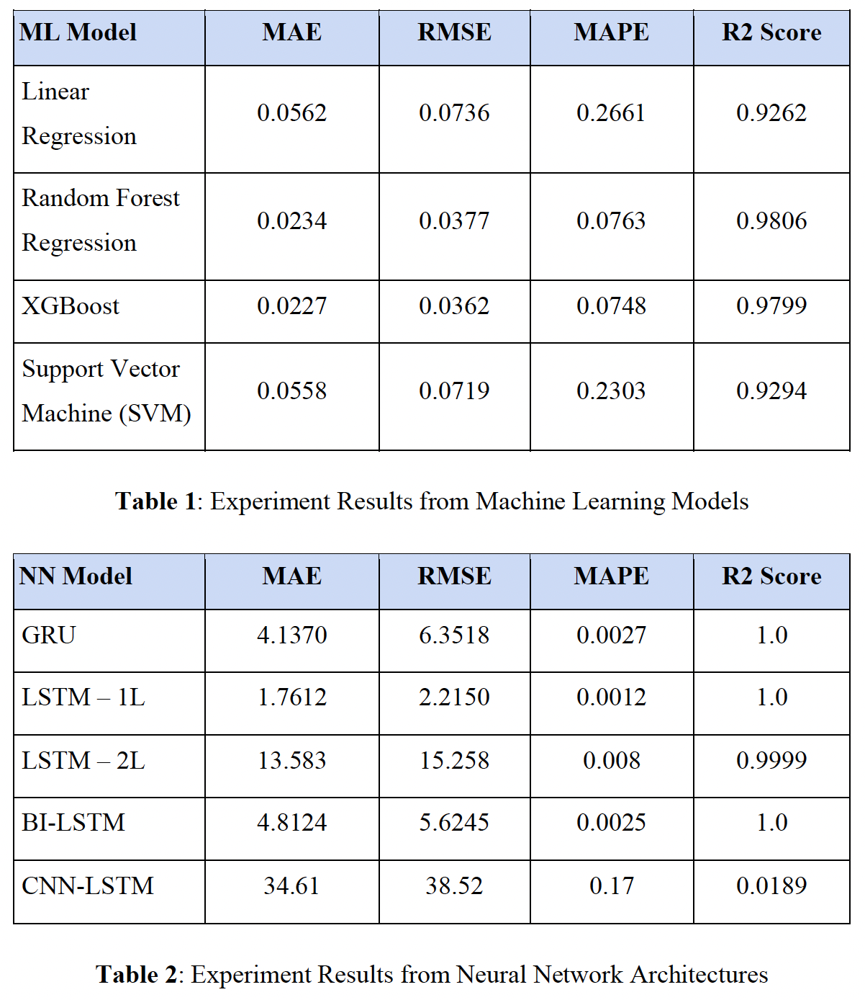 ML Model MAE RMSE MAPE R2 Score
Linear
Regression 0.0562 0.0736 0.2661 0.9262
Random Forest
Regression 0.0234 0.0377 0.0763 0.9806
XGBoost 0.0227 0.0362 0.0748 0.9799
Support Vector
Machine (SVM) 0.0558 0.0719 0.2303 0.9294
Table 1: Experiment Results from Machine Learning Models
NN Model MAE RMSE MAPE R2 Score
GRU 4.1370 6.3518 0.0027 1.0
LSTM – 1L 1.7612 2.2150 0.0012 1.0
LSTM – 2L 13.583 15.258 0.008 0.9999
BI-LSTM 4.8124 5.6245 0.0025 1.0
CNN-LSTM 34.61 38.52 0.17 0.0189
Table 2: Experiment Results from Neural Network Architectures